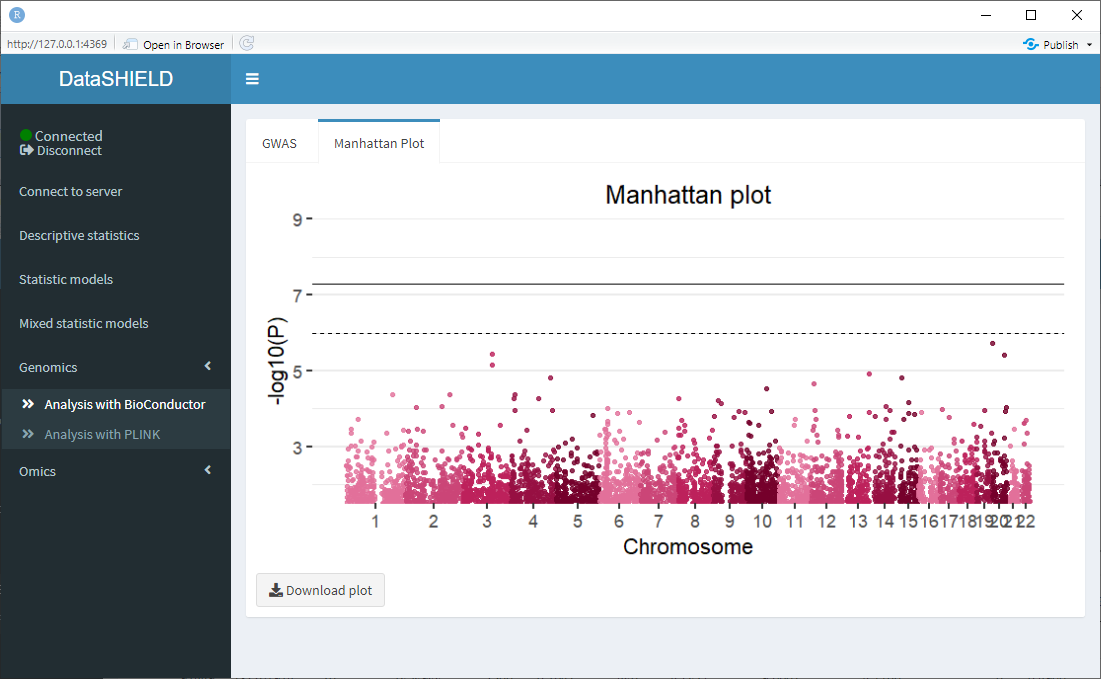 R
http://127.0.0.1:4369 Open in Browser Publish
DataSHIELD
Connected
Disconnect
Connect to server
Descriptive statistics
Statistic models
Mixed statistic models
Genomics
Analysis with BioConductor
Analysis with PLINK
Omics
GWAS Manhattan Plot
Manhattan plot
9
7
5
3
-log10(P)
1 2 3 4 5 6 7 8 9 10 11 12 13 14 15 16 17 18 19 20 21 22
Chromosome
Download plot